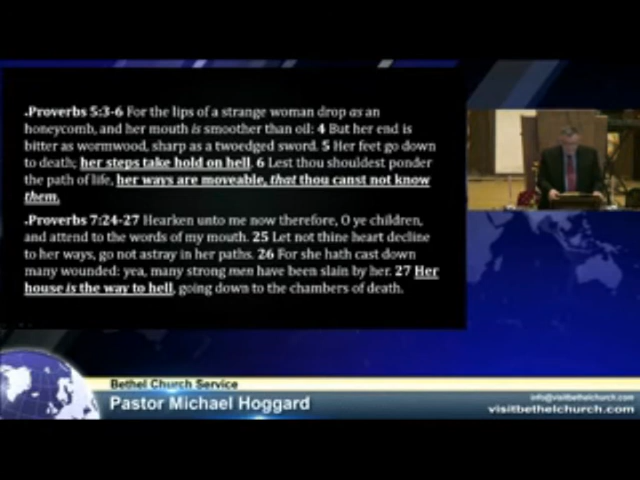 .Proverbs 5:3-6 For the lips of a strange woman drop as an
honeycomb, and her mouth is smoother than oil: 4 But her end is
bitter as wormwood, sharp as a twoedged sword. 5 Her feet go down
to death; her steps take hold on hell. 6 Lest thou shouldest ponder
the path of life, her ways are moveable, that thou canst not know
them.
.Proverbs 7:24-27 Hearken unto me now therefore, O ye children,
and attend to the words of my mouth. 25 Let not thine heart decline
to her ways, go not astray in her paths. 26 For she hath cast down
many wounded: yea, many strong men have been slain by her. 27 Her
house is the way to hell, going down to the chambers of death.
Bethel Church Service
Pastor Michael Hoggard
info@visitbethelchurch.com
visitbethelchurch.com